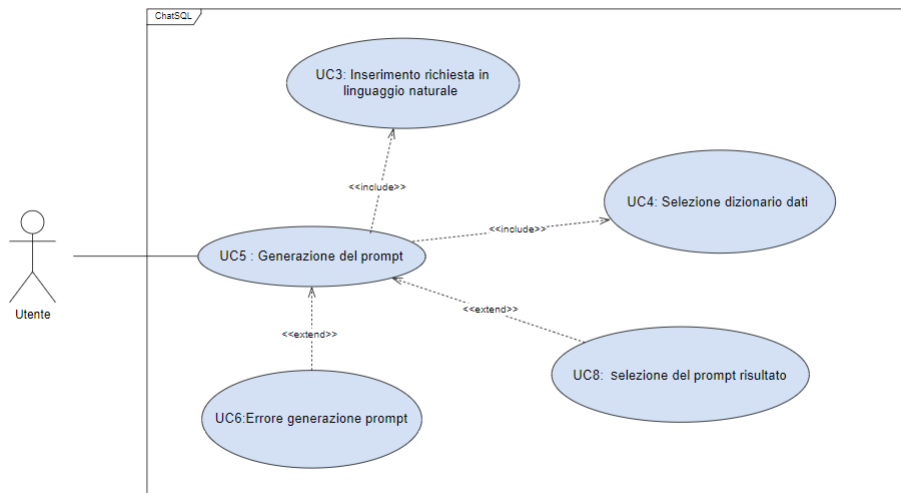 ChatSQL
UC3: Inserimento richiesta in
linguaggio naturale
<<include>>
UC4: Selezione dizionario dati
<<include>>
UC5 : Generazione del prompt
Utente
<<extend>>
<<extend>>
UC8: Selezione del prompt risultato
UC6:Errore generazione prompt